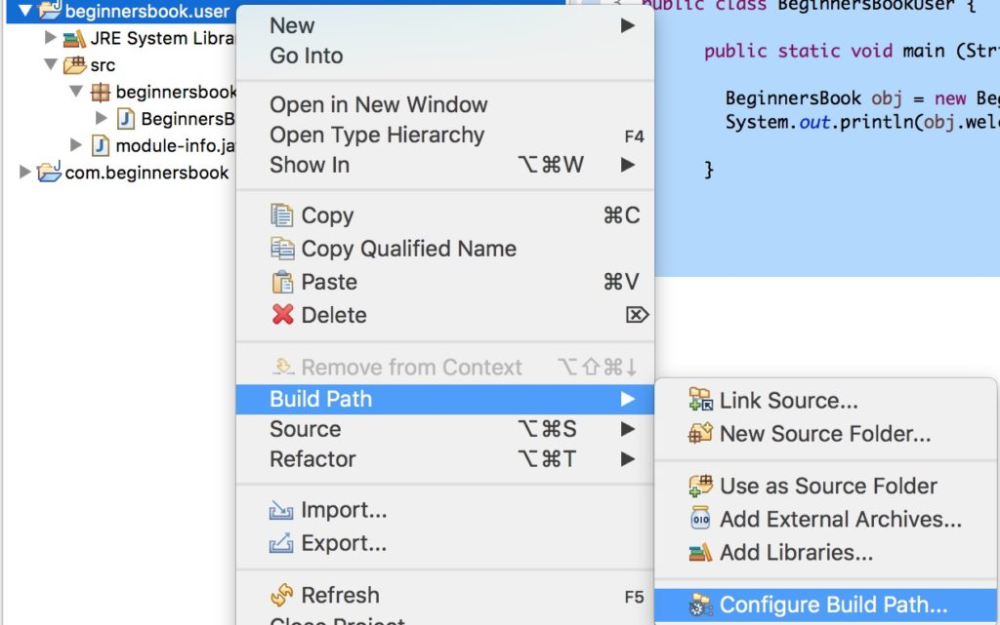 beginnersbook.user
JRE System Libra
src
beginnersbook
BeginnersB
module-info.ja
com.beginnersbook
New
Go Into
Open in New Window
Open Type Hierarchy F4
Show In ⌥⌘W
Copy ⌘C
Copy Qualified Name
Paste ⌘V
Delete ⌦
Remove from Context ⌥⇧⌘↓
Build Path
Source ⌥⌘S
Refactor ⌥⌘T
Import...
Export...
Refresh F5
Close Project
Link Source...
New Source Folder...
Use as Source Folder
Add External Archives...
Add Libraries...
Configure Build Path...
3 public class BeginnersBookUser {
public static void main (Stri
BeginnersBook obj = new Beg
System.out.println(obj.welc
}